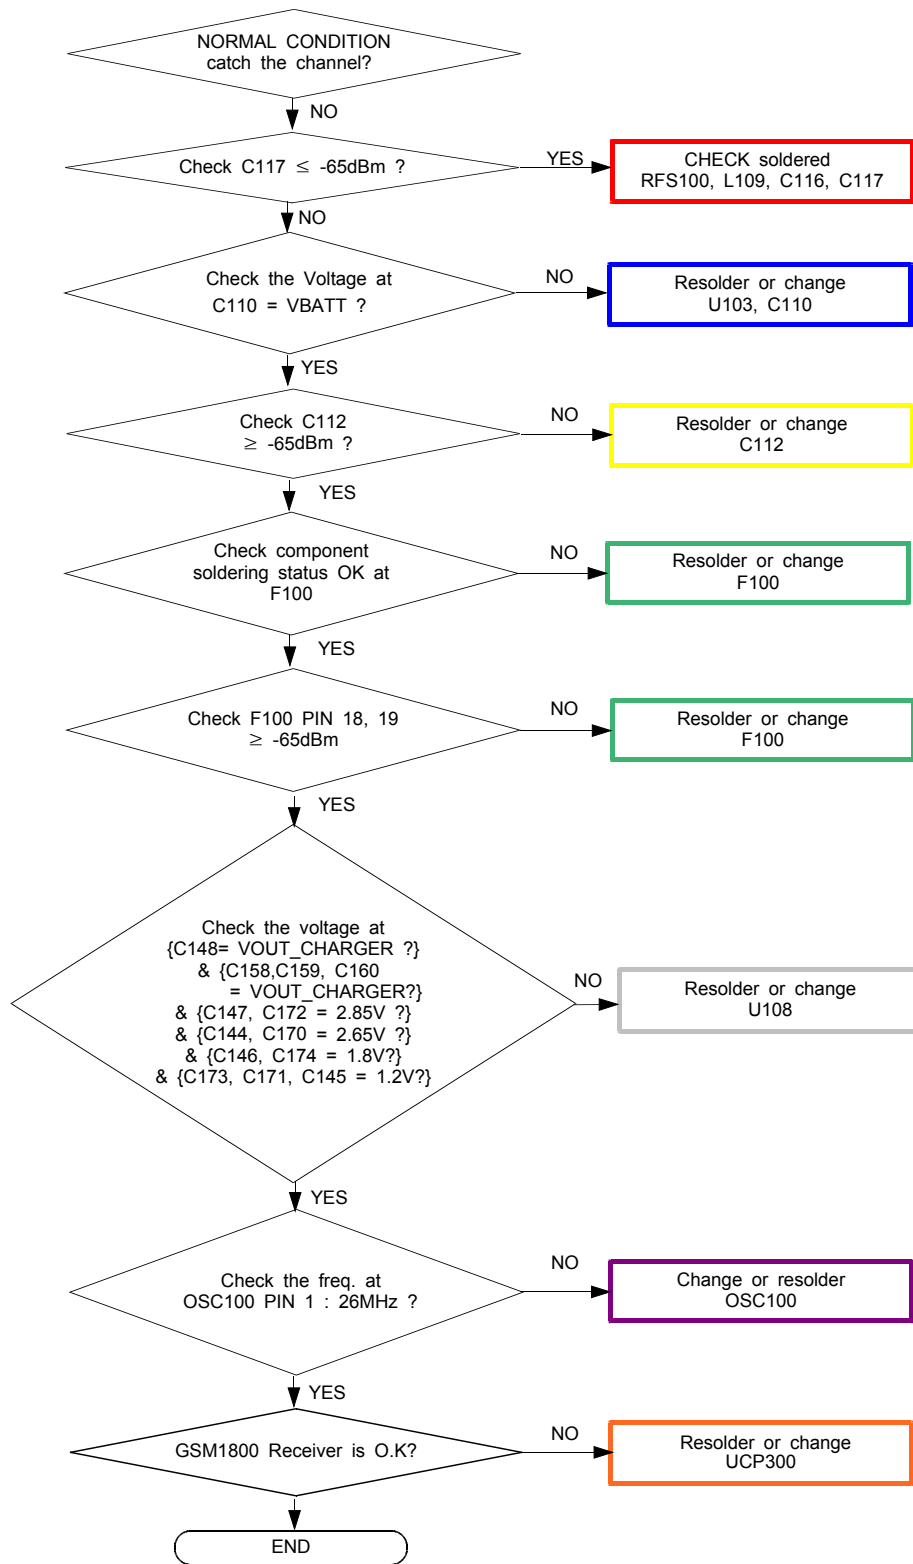 NORMAL CONDITION
catch the channel?
NO
Check C117 ≤ -65dBm ?
YES
CHECK soldered
RFS100, L109, C116, C117
NO
Check the Voltage at
C110 = VBATT ?
NO
Resolder or change
U103, C110
YES
Check C112
≥ -65dBm ?
NO
Resolder or change
C112
YES
Check component
soldering status OK at
F100
NO
Resolder or change
F100
YES
Check F100 PIN 18, 19
≥ -65dBm
NO
Resolder or change
F100
YES
Check the voltage at
{C148= VOUT_CHARGER ?}
& {C158,C159, C160
= VOUT_CHARGER?}
& {C147, C172 = 2.85V ?}
& {C144, C170 = 2.65V ?}
& {C146, C174 = 1.8V?}
& {C173, C171, C145 = 1.2V?}
NO
Resolder or change
U108
YES
Check the freq. at
OSC100 PIN 1 : 26MHz ?
NO
Change or resolder
OSC100
YES
GSM1800 Receiver is O.K?
NO
Resolder or change
UCP300
END